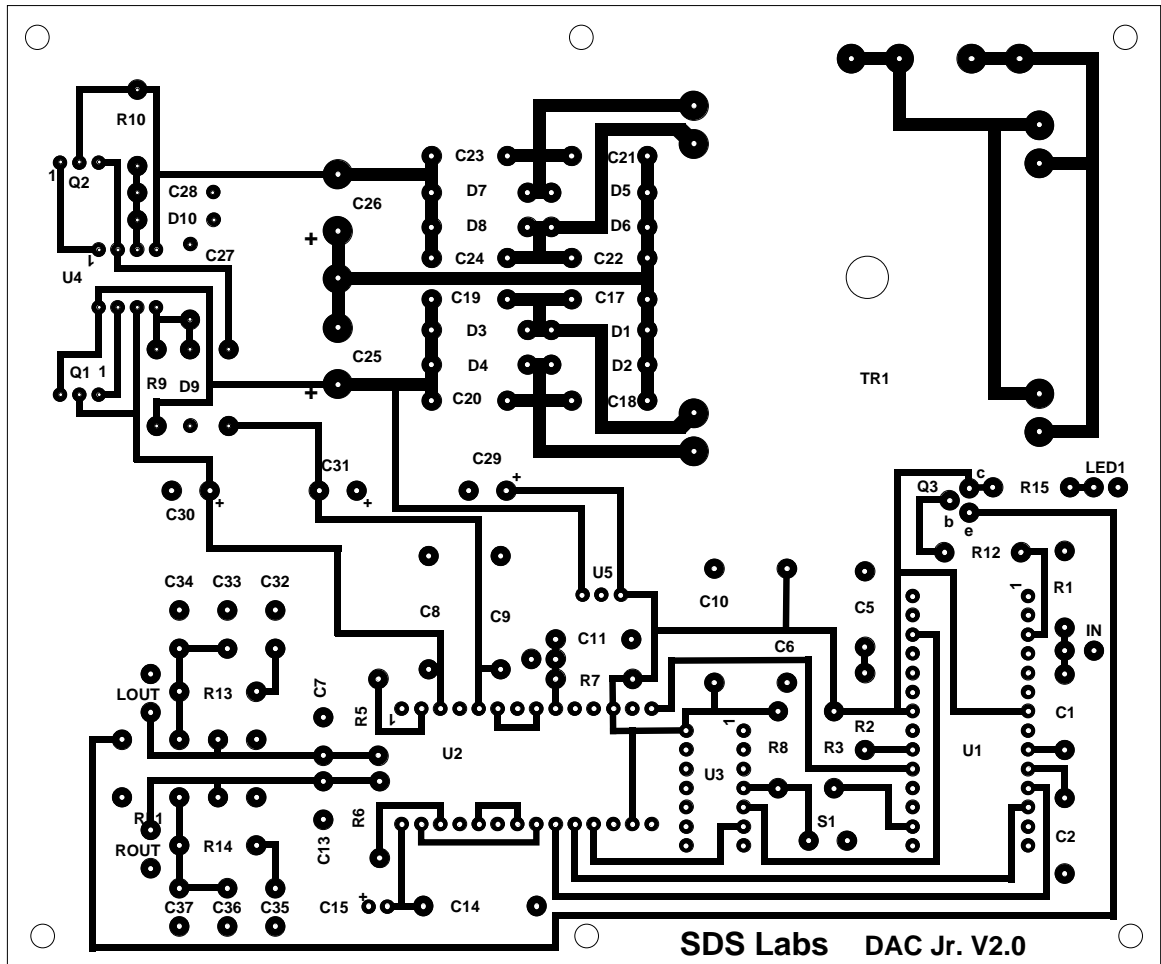 R10
1
Q2
C28
D10
C27
U4
1
C26
+
C23
D7
D8
C24
C21
D5
D6
C22
C19
D3
D4
C20
C17
D1
D2
C18
C25
+
Q1 1
R9 D9
TR1
C30
+
C31
+
C29
+
Q3
c
b
e
R15
LED1
R12
R1
IN
C34 C33 C32
C8
C9
U5
C10
C5
C11
C6
R7
LOUT
R13
C7
R5
1
U2
U3
1
R8
R3
R2
U1
1
C1
C2
S1
ROUT
R14
C13
R6
C37 C36 C35
C15
+
C14
SDS Labs DAC Jr. V2.0